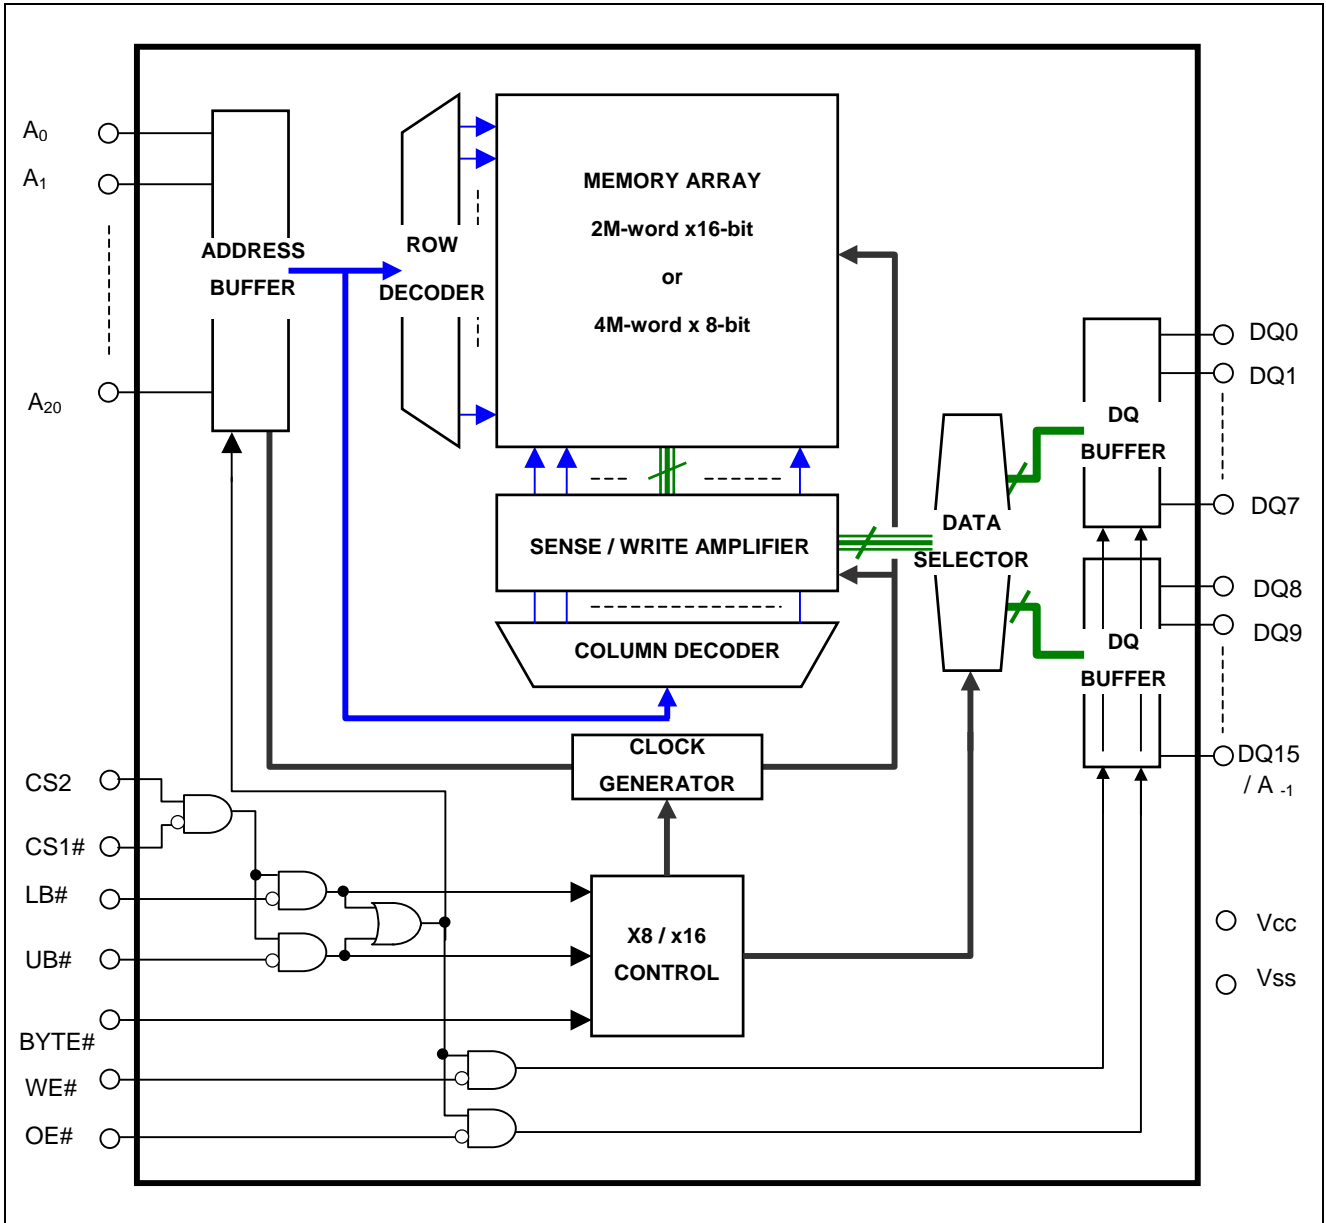 A0
A1
A20
ADDRESS
BUFFER
ROW
DECODER
MEMORY ARRAY
2M-word x16-bit
or
4M-word x 8-bit
SENSE / WRITE AMPLIFIER
COLUMN DECODER
CLOCK
GENERATOR
X8 / x16
CONTROL
DATA
SELECTOR
DQ
BUFFER
DQ
BUFFER
DQ0
DQ1
DQ7
DQ8
DQ9
DQ15
/ A -1
Vcc
Vss
CS2
CS1#
LB#
UB#
BYTE#
WE#
OE#